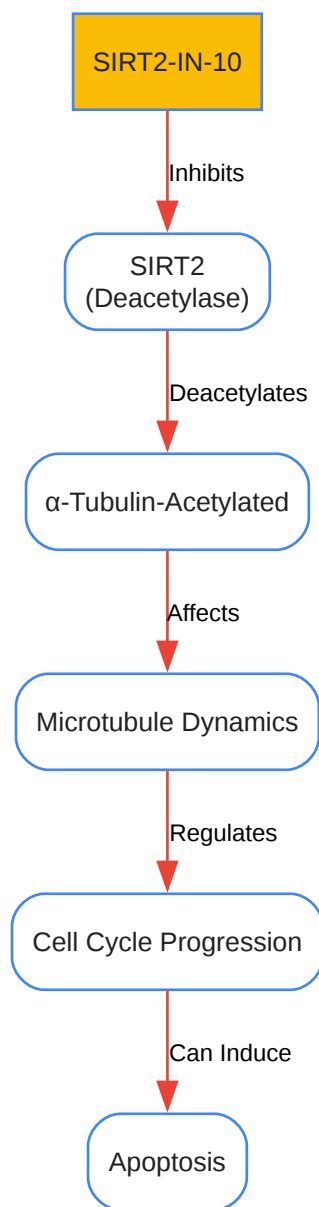 SIRT2-IN-10
Inhibits
SIRT2
(Deacetylase)
Deacetylates
α-Tubulin-Acetylated
Affects
Microtubule Dynamics
Regulates
Cell Cycle Progression
Can Induce
Apoptosis